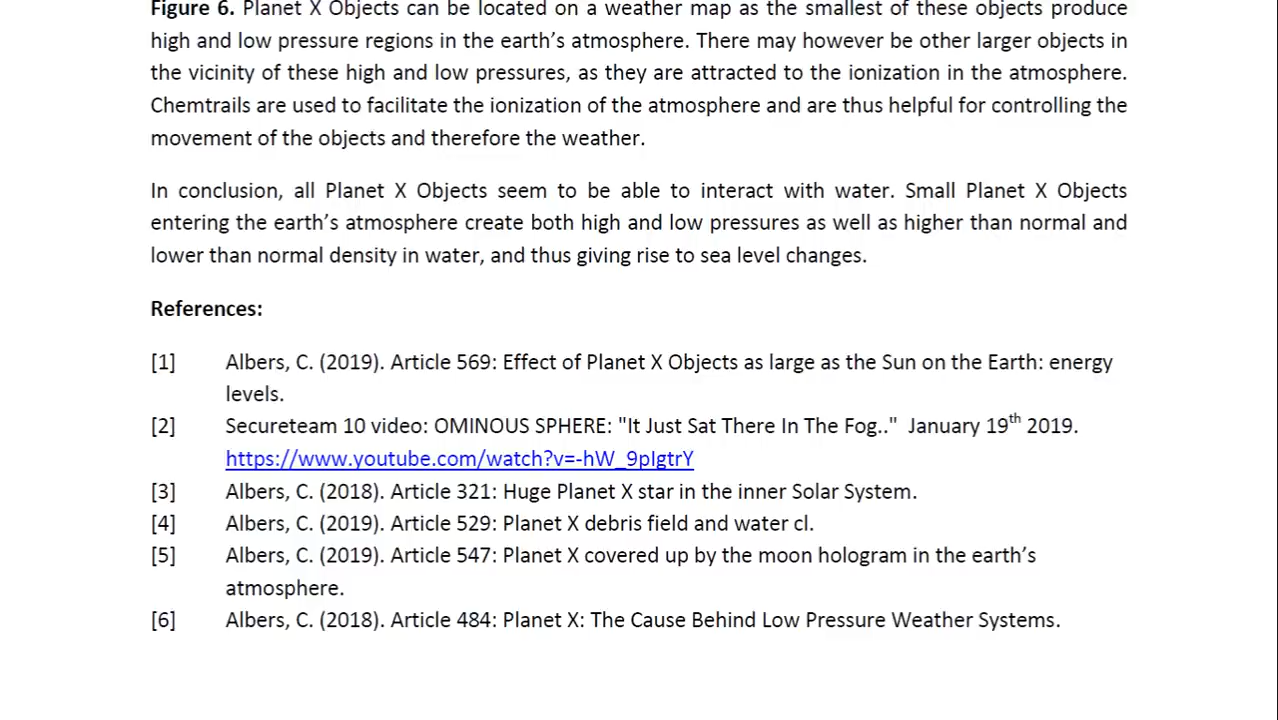 Figure 6. Planet X Objects can be located on a weather map as the smallest of these objects produce
high and low pressure regions in the earth’s atmosphere. There may however be other larger objects in
the vicinity of these high and low pressures, as they are attracted to the ionization in the atmosphere.
Chemtrails are used to facilitate the ionization of the atmosphere and are thus helpful for controlling the
movement of the objects and therefore the weather.
In conclusion, all Planet X Objects seem to be able to interact with water. Small Planet X Objects
entering the earth’s atmosphere create both high and low pressures as well as higher than normal and
lower than normal density in water, and thus giving rise to sea level changes.
References:
[1] Albers, C. (2019). Article 569: Effect of Planet X Objects as large as the Sun on the Earth: energy
levels.
[2] Secureteam 10 video: OMINOUS SPHERE: "It Just Sat There In The Fog.." January 19th 2019.
https://www.youtube.com/watch?v=-hW_9pIgtrY
[3] Albers, C. (2018). Article 321: Huge Planet X star in the inner Solar System.
[4] Albers, C. (2019). Article 529: Planet X debris field and water cl.
[5] Albers, C. (2019). Article 547: Planet X covered up by the moon hologram in the earth’s
atmosphere.
[6] Albers, C. (2018). Article 484: Planet X: The Cause Behind Low Pressure Weather Systems.